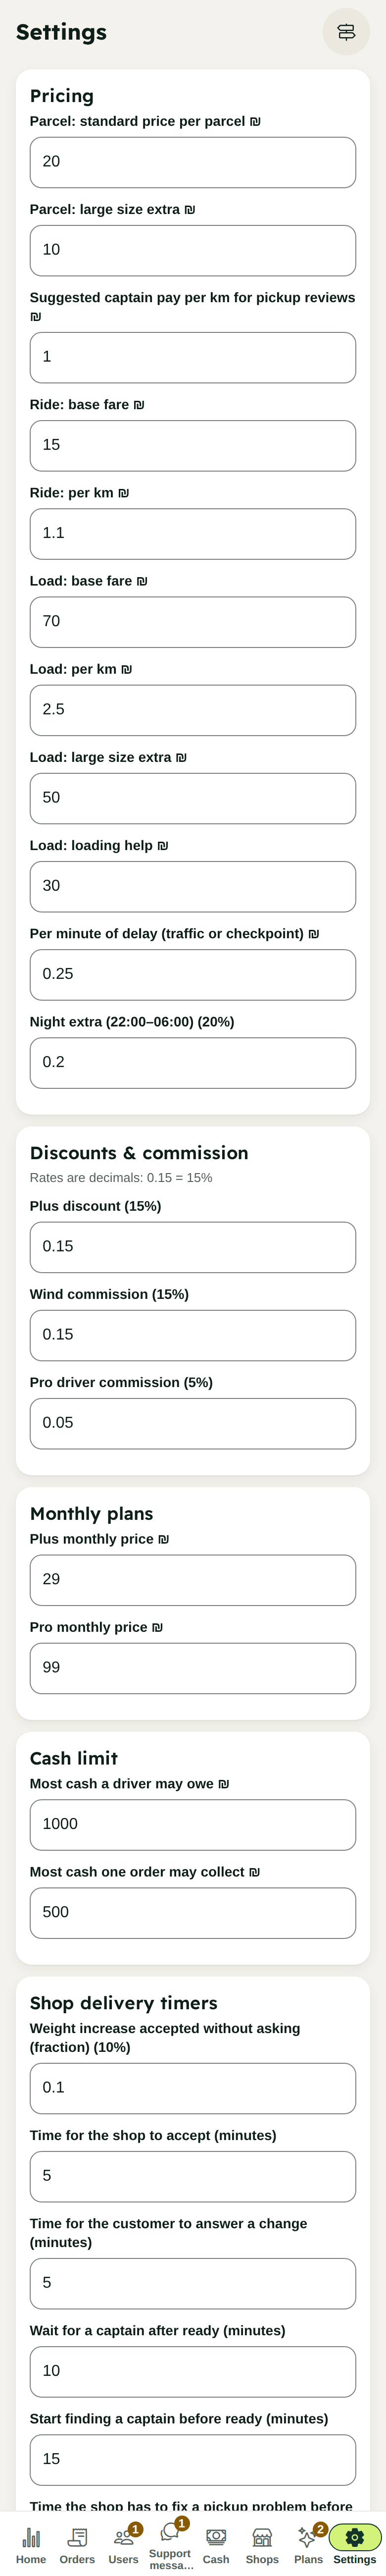 Settings
Pricing
Parcel: standard price per parcel ₪
20
Parcel: large size extra ₪
10
Suggested captain pay per km for pickup reviews
₪
1
Ride: base fare ₪
15
Ride: per km ₪
1.1
Load: base fare ₪
70
Load: per km ₪
2.5
Load: large size extra ₪
50
Load: loading help ₪
30
Per minute of delay (traffic or checkpoint) ₪
0.25
Night extra (22:00–06:00) (20%)
0.2
Discounts & commission
Rates are decimals: 0.15 = 15%
Plus discount (15%)
0.15
Wind commission (15%)
0.15
Pro driver commission (5%)
0.05
Monthly plans
Plus monthly price ₪
29
Pro monthly price ₪
99
Cash limit
Most cash a driver may owe ₪
1000
Most cash one order may collect ₪
500
Shop delivery timers
Weight increase accepted without asking
(fraction) (10%)
0.1
Time for the shop to accept (minutes)
5
Time for the customer to answer a change
(minutes)
5
Wait for a captain after ready (minutes)
10
Start finding a captain before ready (minutes)
15
Time the shop has to fix a pickup problem before
1
1
2
Home
Orders
Users
Support
messa…
Cash
Shops
Plans
Settings